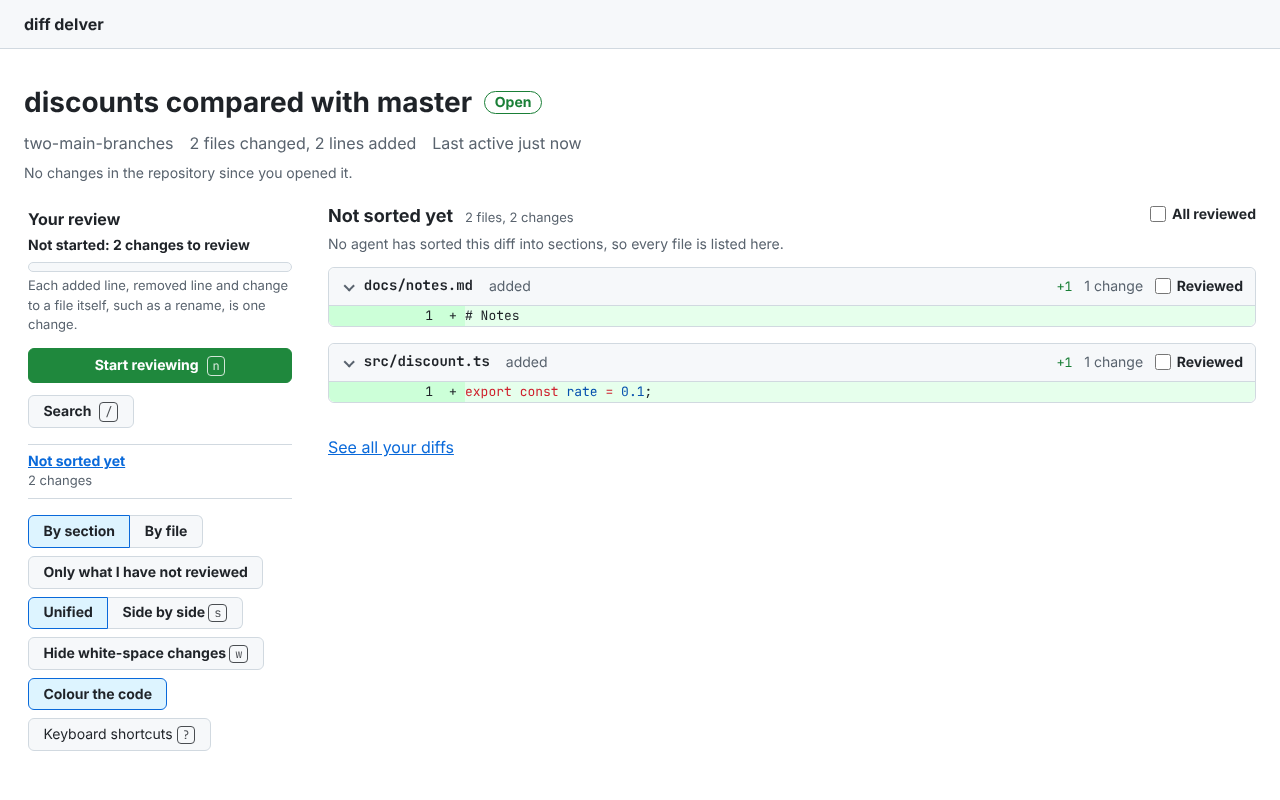 diff delver
discounts compared with master Open
two-main-branches 2 files changed, 2 lines added Last active just now
No changes in the repository since you opened it.
Your review
Not started: 2 changes to review
Each added line, removed line and change
to a file itself, such as a rename, is one
change.
Start reviewing n
Search /
Not sorted yet
2 changes
By section By file
Only what I have not reviewed
Unified Side by side s
Hide white-space changes w
Colour the code
Keyboard shortcuts ?
Not sorted yet 2 files, 2 changes All reviewed
No agent has sorted this diff into sections, so every file is listed here.
docs/notes.md added +1 1 change Reviewed
1 + # Notes
src/discount.ts added +1 1 change Reviewed
1 + export const rate = 0.1;
See all your diffs